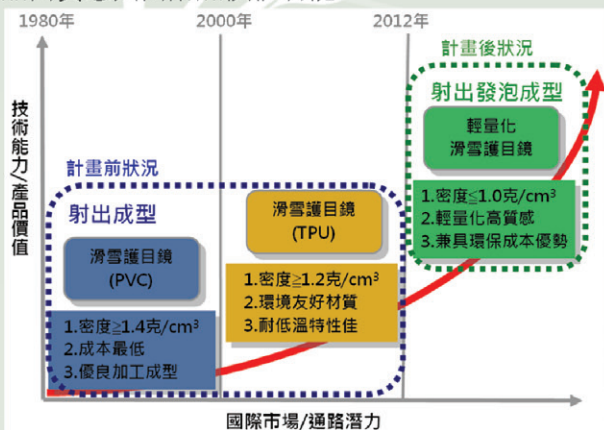 1980年
2000年
2012年
技術能力/產品價值
計畫前狀況
射出成型
滑雪護目鏡
(PVC)
1.密度≧1.4克/cm³
2.成本最低
3.優良加工成型
滑雪護目鏡
(TPU)
1.密度≧1.2克/cm³
2.環境友好材質
3.耐低溫特性佳
計畫後狀況
射出發泡成型
輕量化
滑雪護目鏡
1.密度≦1.0克/cm³
2.輕量化高質感
3.兼具環保成本優勢
國際市場/通路潛力